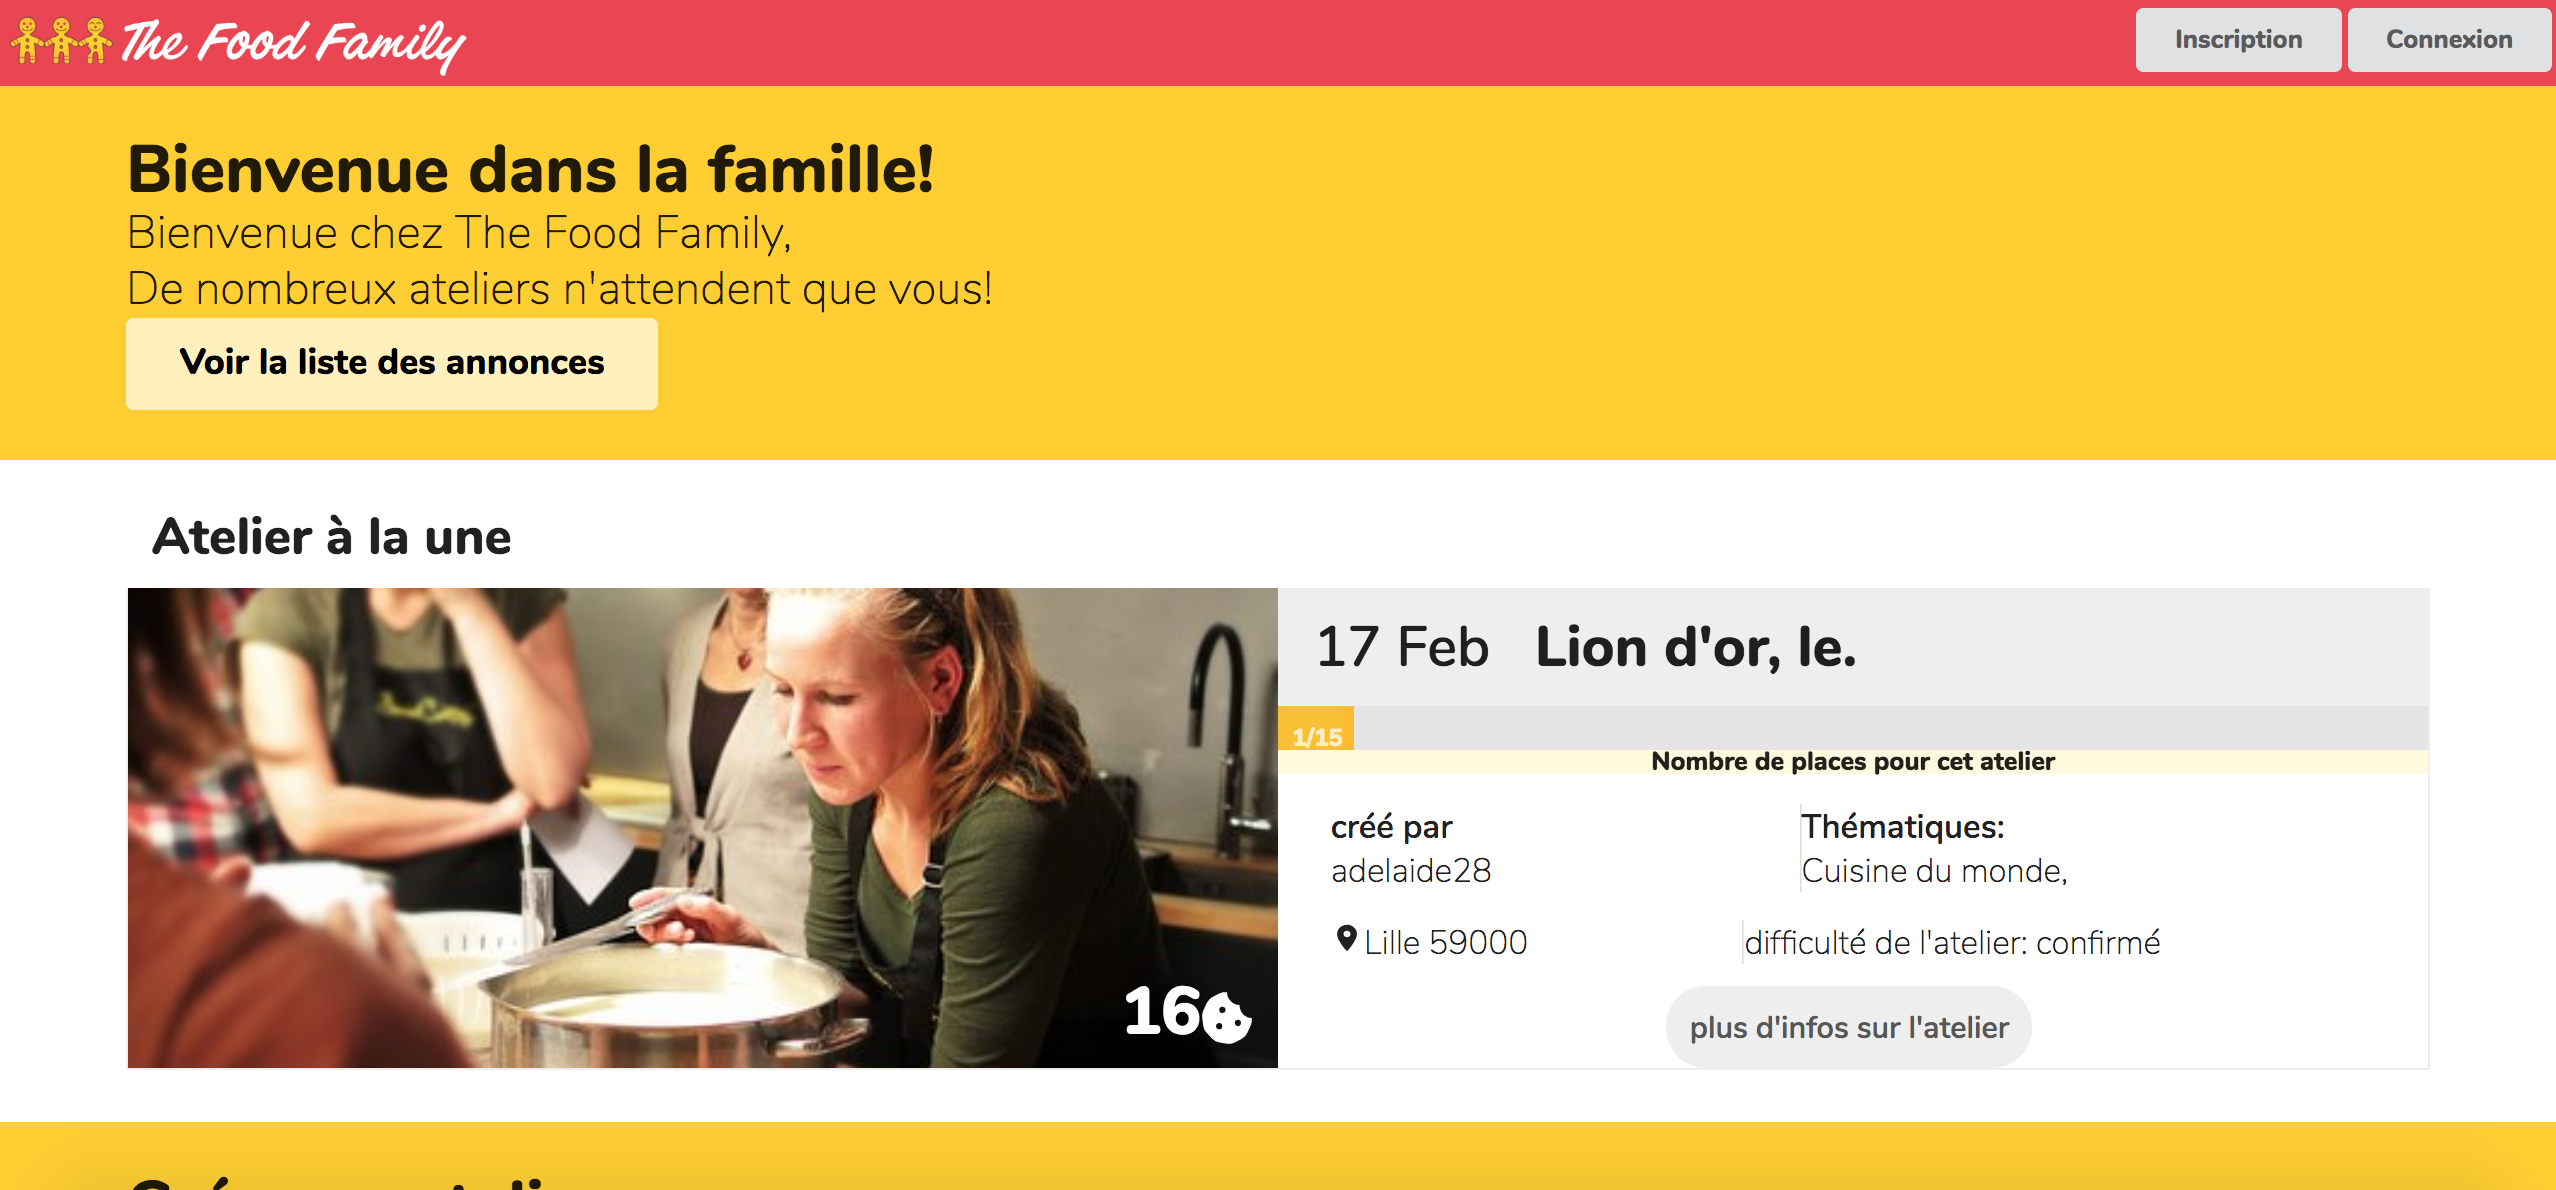 The Food Family
Inscription
Connexion
Bienvenue dans la famille!
Bienvenue chez The Food Family,
De nombreux ateliers n'attendent que vous!
Voir la liste des annonces
Atelier à la une
16
17 Feb Lion d'or, le.
1/15
Nombre de places pour cet atelier
créé par
adelaide28
Thématiques:
Cuisine du monde,
Lille 59000
difficulté de l'atelier: confirmé
plus d'infos sur l'atelier